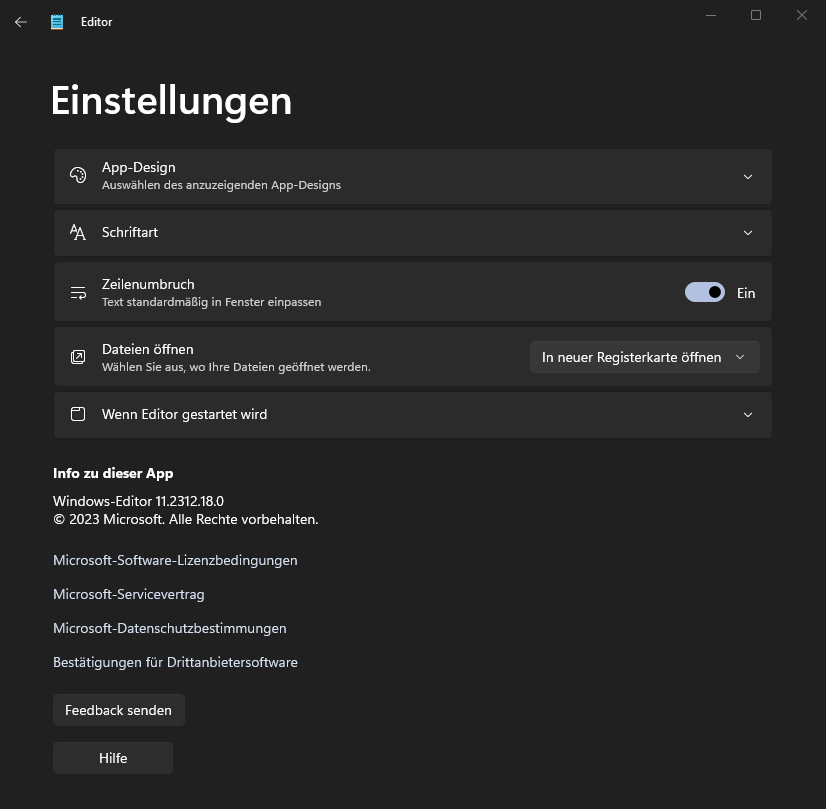 Editor
Einstellungen
App-Design
Auswählen des anzuzeigenden App-Designs
Schriftart
Zeilenumbruch
Text standardmäßig in Fenster einpassen
Ein
Dateien öffnen
Wählen Sie aus, wo Ihre Dateien geöffnet werden.
In neuer Registerkarte öffnen
Wenn Editor gestartet wird
Info zu dieser App
Windows-Editor 11.2312.18.0
© 2023 Microsoft. Alle Rechte vorbehalten.
Microsoft-Software-Lizenzbedingungen
Microsoft-Servicevertrag
Microsoft-Datenschutzbestimmungen
Bestätigungen für Drittanbietersoftware
Feedback senden
Hilfe